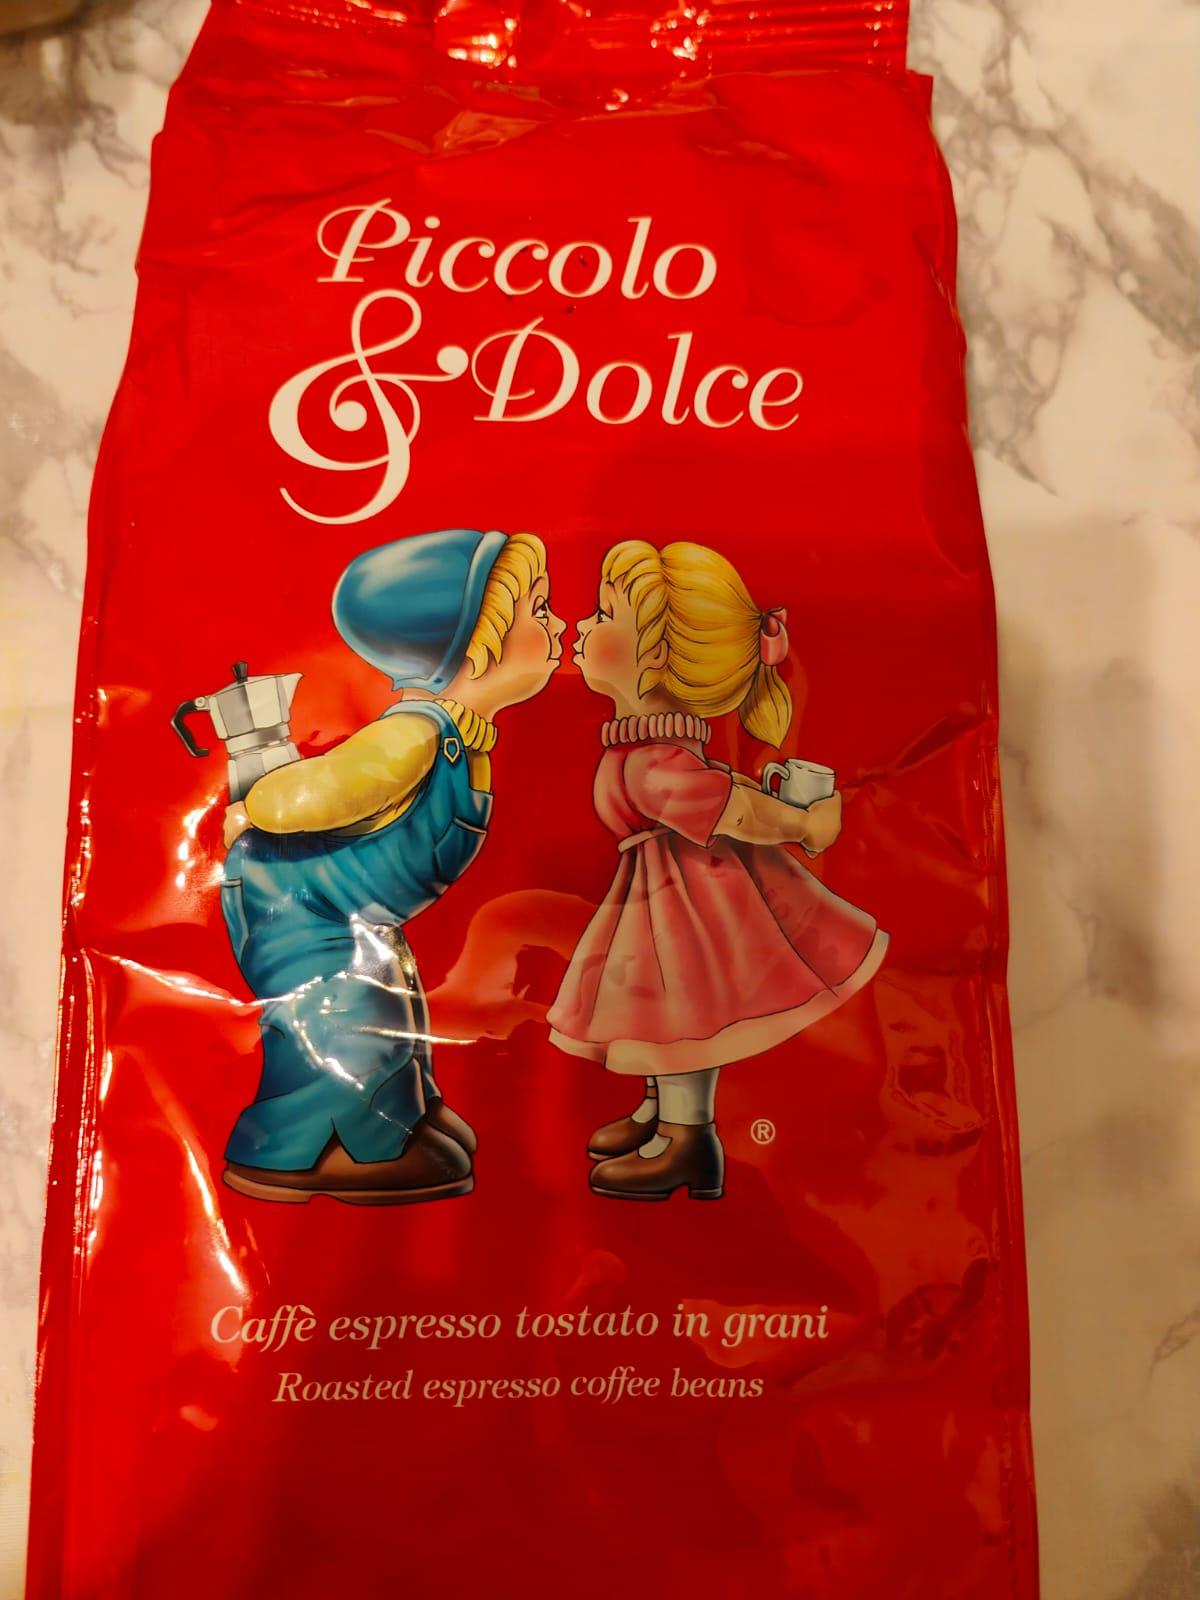 Piccolo
& Dolce
®
Caffè espresso tostato in grani
Roasted espresso coffee beans